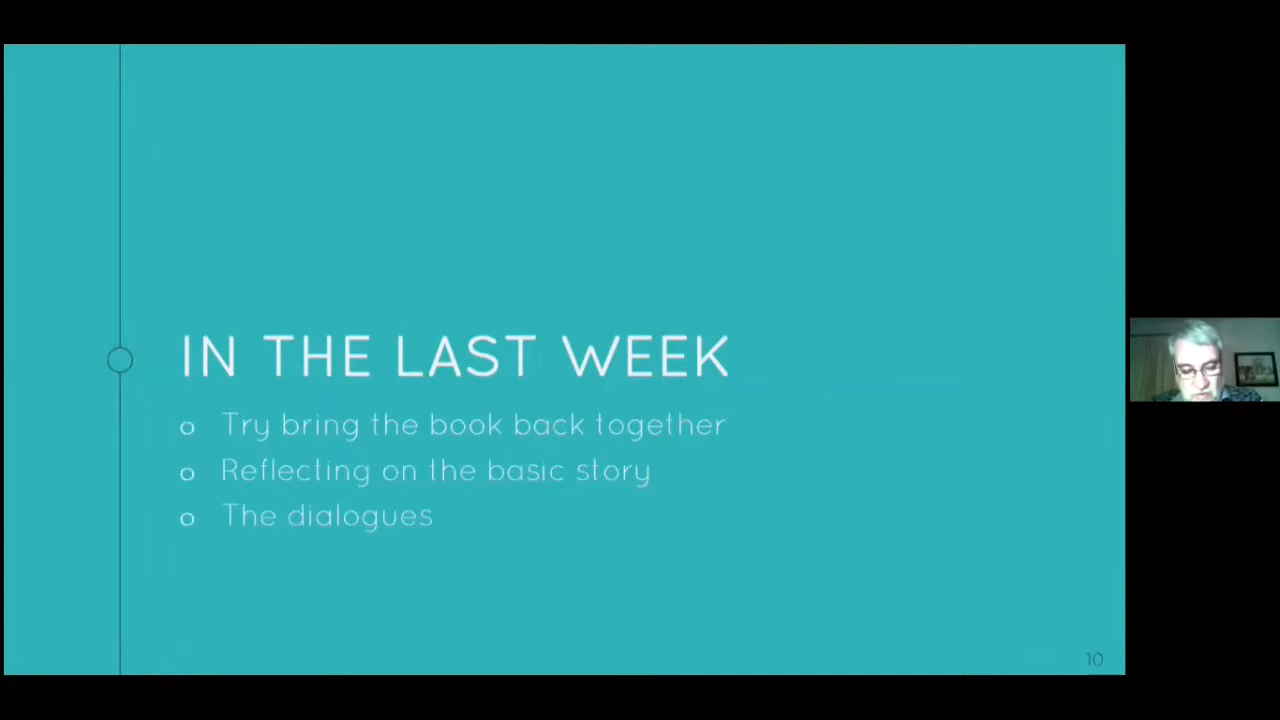 IN THE LAST WEEK
o Try bring the book back together
o Reflecting on the basic story
o The dialogues
10